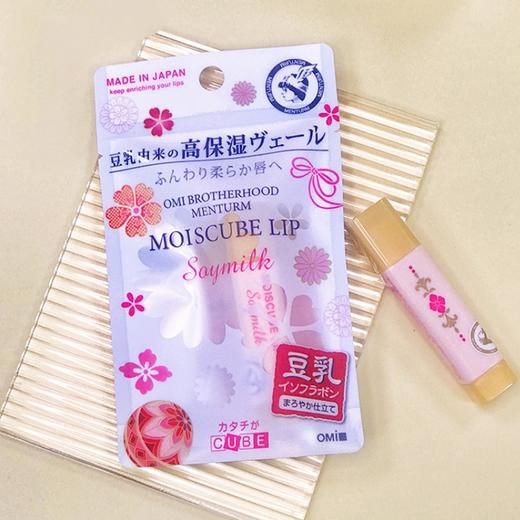 MADE IN JAPAN
keep enriching your lips
MENTURM
豆乳由来の高保湿ヴェール
ふんわり柔らか唇へ
OMI BROTHERHOOD
MENTURM
MOISCUBE LIP
Soymilk
Soymilk
豆乳
イソフラボン
まろやか仕立て
カタチが
CUBE
OMI